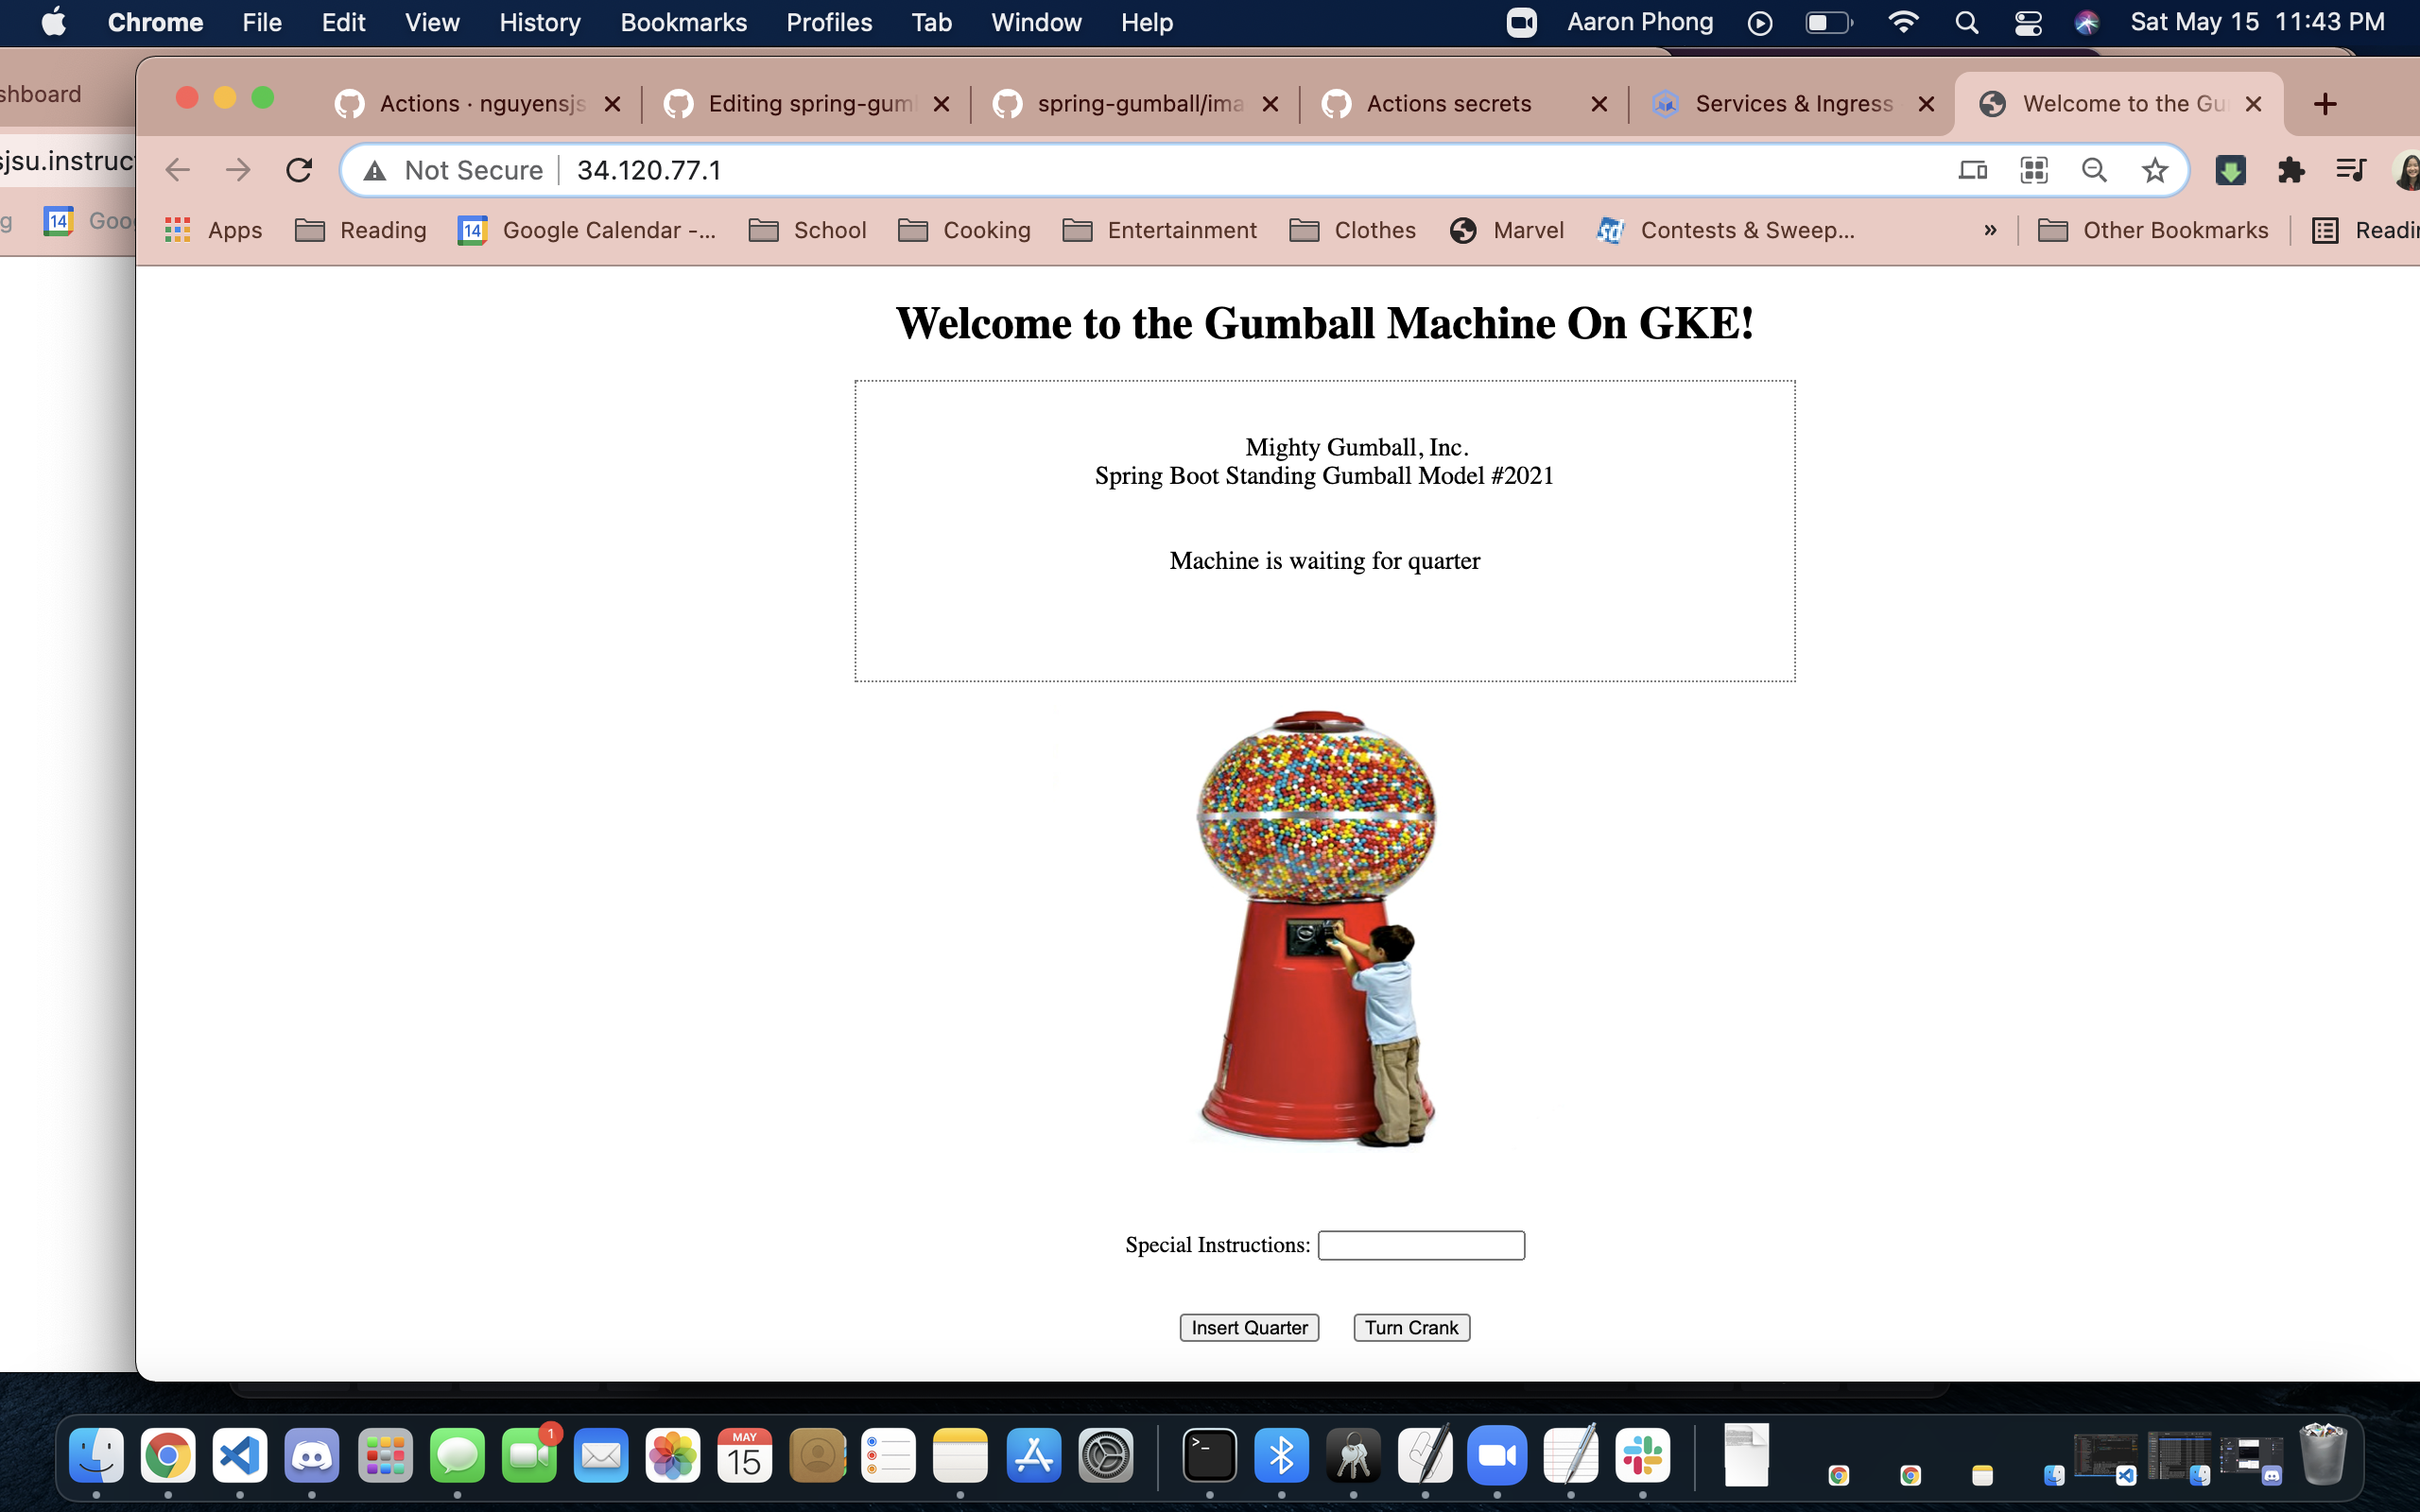 Chrome File Edit View History Bookmarks Profiles Tab Window Help Aaron Phong Sat May 15 11:43 PM
shboard
Actions · nguyensjs Editing spring-guml spring-gumball/ima Actions secrets Services & Ingress Welcome to the Gu
sjsu.instruct
Not Secure 34.120.77.1
g 14 Goo
Apps Reading 14 Google Calendar -... School Cooking Entertainment Clothes Marvel Contests & Sweep... » Other Bookmarks Readi
Welcome to the Gumball Machine On GKE!
Mighty Gumball, Inc.
Spring Boot Standing Gumball Model #2021
Machine is waiting for quarter
Special Instructions:
Insert Quarter Turn Crank
1
MAY
15